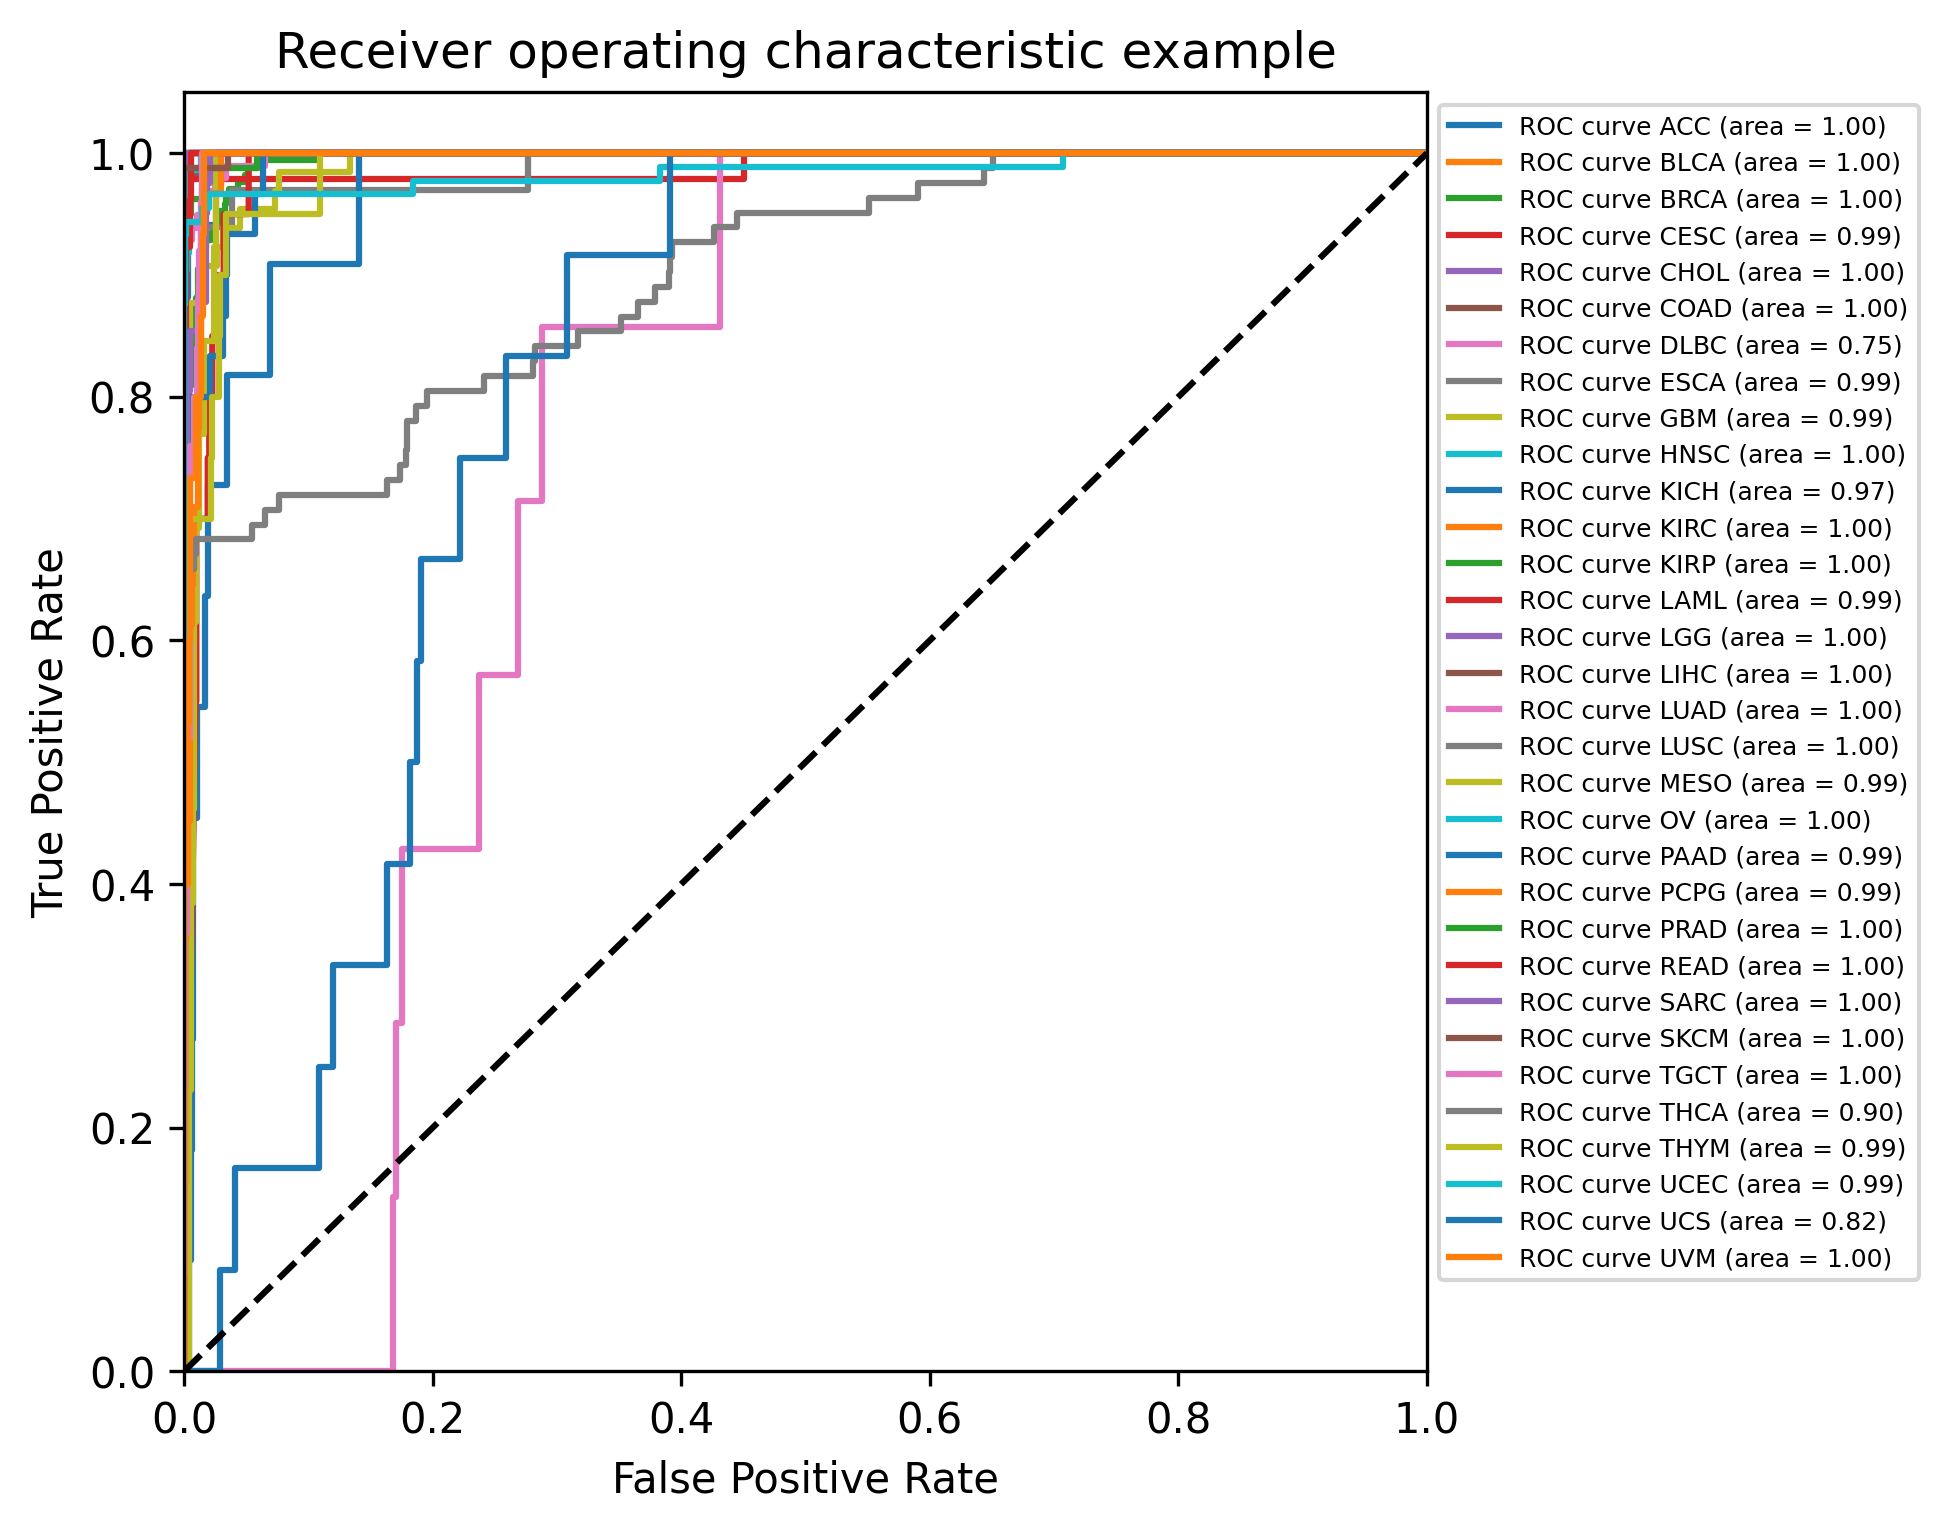 Receiver operating characteristic example
1.0
0.8
0.6
0.4
0.2
0.0
True Positive Rate
0.0 0.2 0.4 0.6 0.8 1.0
False Positive Rate
ROC curve ACC (area = 1.00)
ROC curve BLCA (area = 1.00)
ROC curve BRCA (area = 1.00)
ROC curve CESC (area = 0.99)
ROC curve CHOL (area = 1.00)
ROC curve COAD (area = 1.00)
ROC curve DLBC (area = 0.75)
ROC curve ESCA (area = 0.99)
ROC curve GBM (area = 0.99)
ROC curve HNSC (area = 1.00)
ROC curve KICH (area = 0.97)
ROC curve KIRC (area = 1.00)
ROC curve KIRP (area = 1.00)
ROC curve LAML (area = 0.99)
ROC curve LGG (area = 1.00)
ROC curve LIHC (area = 1.00)
ROC curve LUAD (area = 1.00)
ROC curve LUSC (area = 1.00)
ROC curve MESO (area = 0.99)
ROC curve OV (area = 1.00)
ROC curve PAAD (area = 0.99)
ROC curve PCPG (area = 0.99)
ROC curve PRAD (area = 1.00)
ROC curve READ (area = 1.00)
ROC curve SARC (area = 1.00)
ROC curve SKCM (area = 1.00)
ROC curve TGCT (area = 1.00)
ROC curve THCA (area = 0.90)
ROC curve THYM (area = 0.99)
ROC curve UCEC (area = 0.99)
ROC curve UCS (area = 0.82)
ROC curve UVM (area = 1.00)